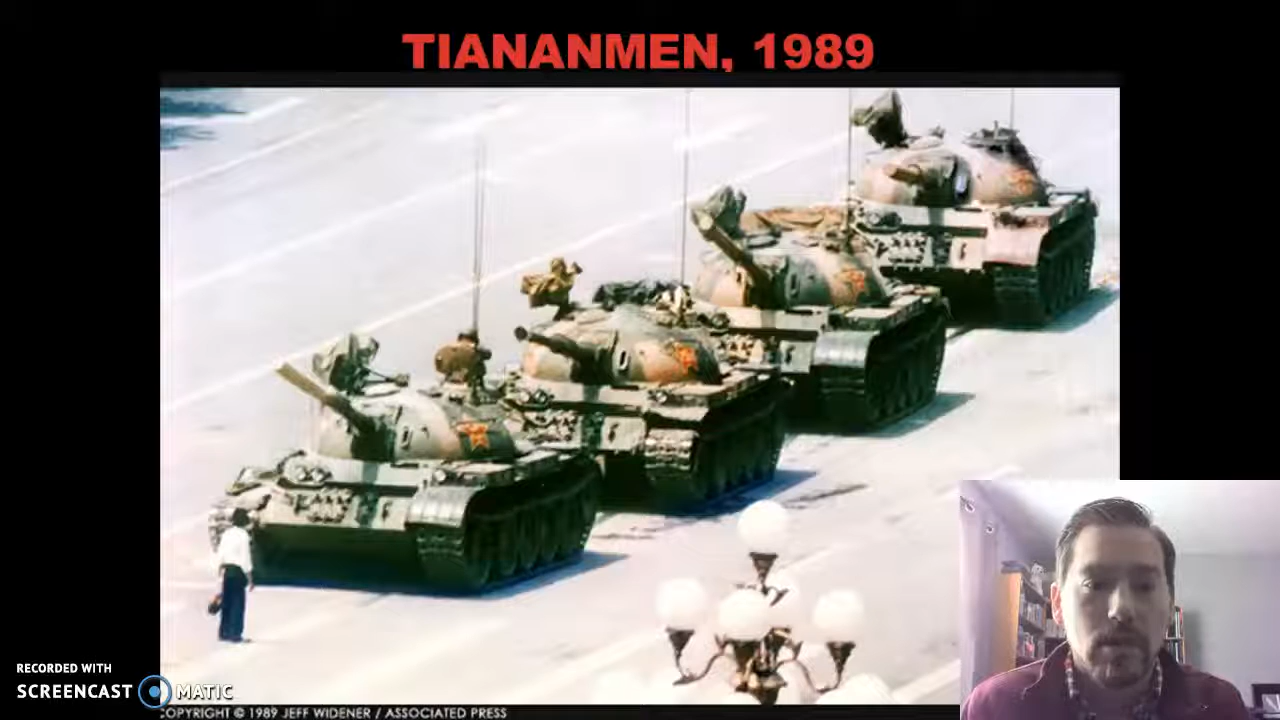 TIANANMEN, 1989
RECORDED WITH
SCREENCAST MATIC
COPYRIGHT © 1989 JEFF WIDENER / ASSOCIATED PRESS